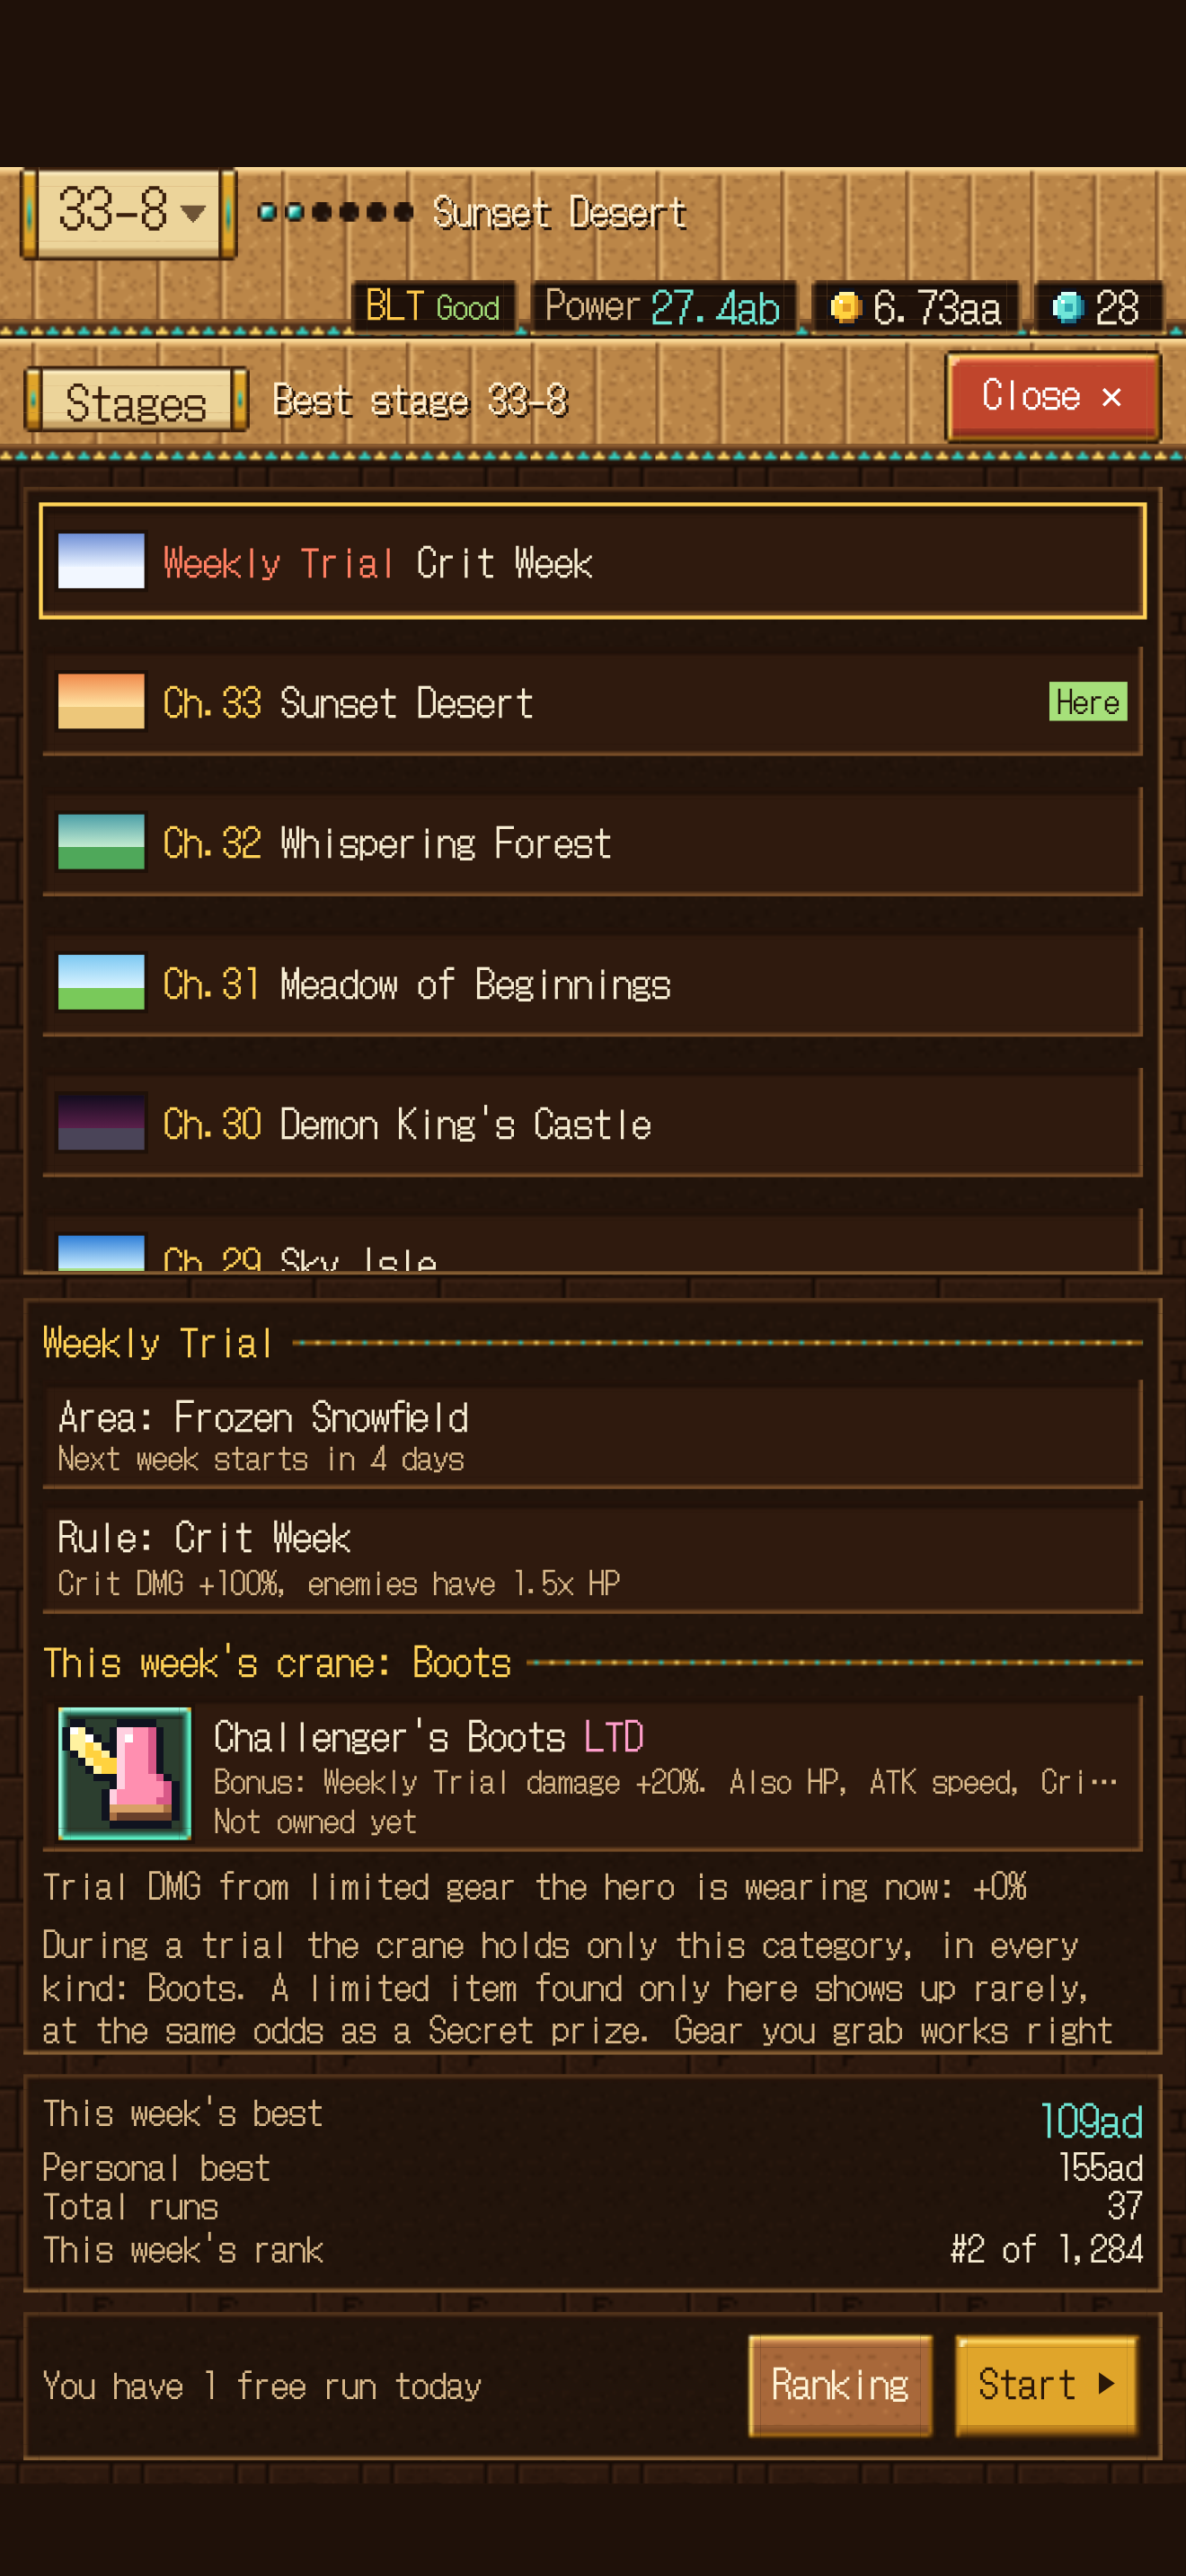 33-8 ▼ Sunset Desert
BLT Good Power 27.4ab 6.73aa 28
Stages Best stage 33-8 Close ×
Weekly Trial Crit Week
Ch.33 Sunset Desert Here
Ch.32 Whispering Forest
Ch.31 Meadow of Beginnings
Ch.30 Demon King's Castle
Ch.29 Sky Isle
Weekly Trial
Area: Frozen Snowfield
Next week starts in 4 days
Rule: Crit Week
Crit DMG +100%, enemies have 1.5x HP
This week's crane: Boots
Challenger's Boots LTD
Bonus: Weekly Trial damage +20%. Also HP, ATK speed, Cri…
Not owned yet
Trial DMG from limited gear the hero is wearing now: +0%
During a trial the crane holds only this category, in every
kind: Boots. A limited item found only here shows up rarely,
at the same odds as a Secret prize. Gear you grab works right
This week's best 109ad
Personal best 155ad
Total runs 37
This week's rank #2 of 1,284
You have 1 free run today Ranking Start ▶